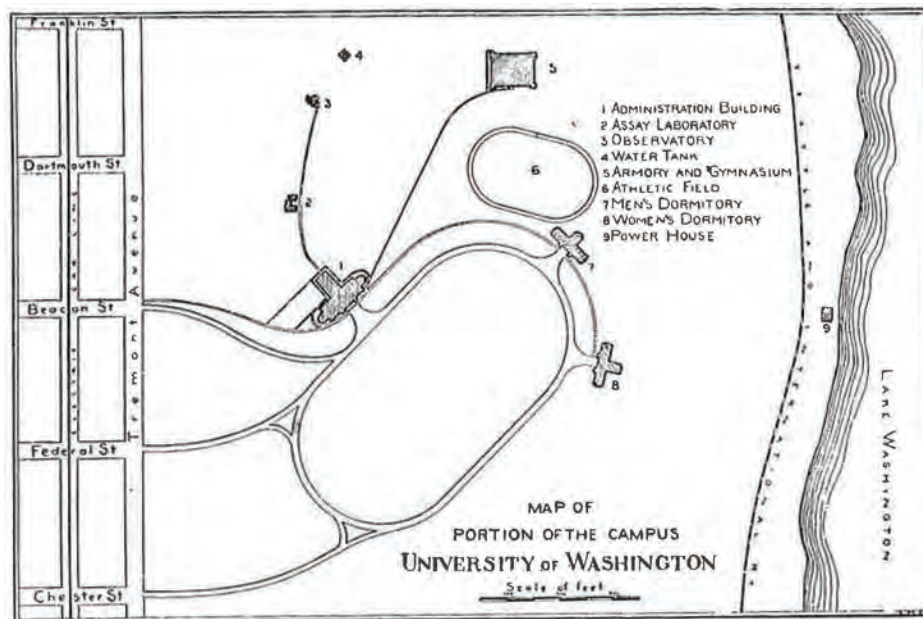 Franklin St
4
3
5
1 ADMINISTRATION BUILDING
2 ASSAY LABORATORY
3 OBSERVATORY
4 WATER TANK
5 ARMORY AND GYMNASIUM
6 ATHLETIC FIELD
7 MEN'S DORMITORY
8 WOMEN'S DORMITORY
9 POWER HOUSE
Dartmouth St
6
2
Tremont Avenue
7
1
Beacon St
9
8
LAKE WASHINGTON
Federal St
MAP OF
PORTION OF THE CAMPUS
UNIVERSITY OF WASHINGTON
Scale of feet
Chester St